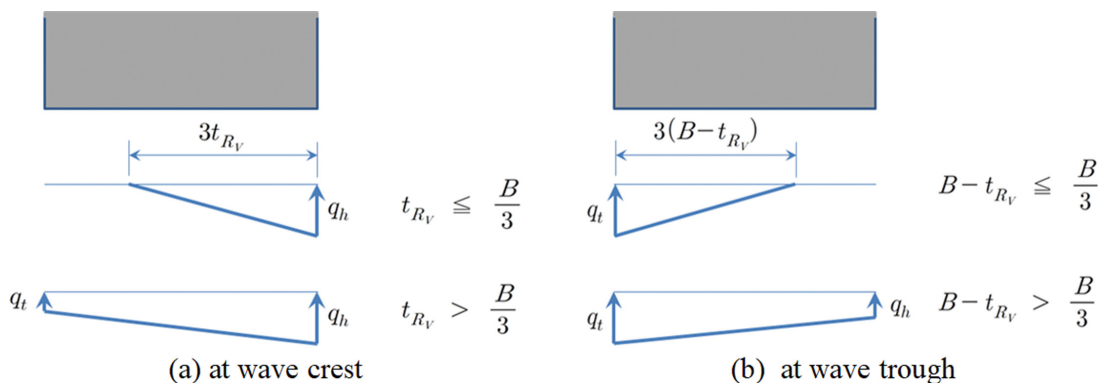 3t_{R_V}
q_h
t_{R_V} ≦ B/3
q_t
q_h
t_{R_V} > B/3
(a) at wave crest
3(B−t_{R_V})
q_t
B−t_{R_V} ≦ B/3
q_t
q_h
B−t_{R_V} > B/3
(b) at wave trough